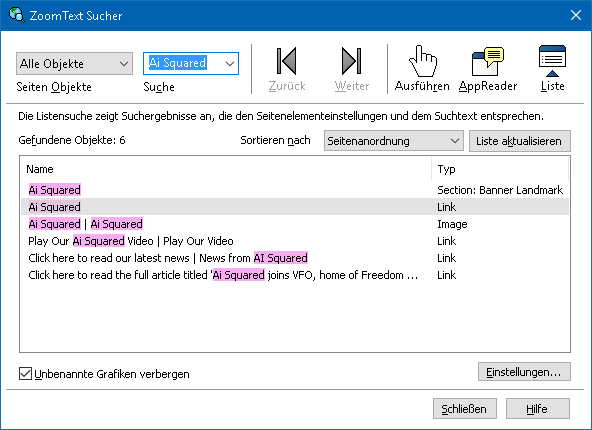 ZoomText Sucher
Alle Objekte
Ai Squared
Seiten Objekte
Suche
Zurück
Weiter
Ausführen
AppReader
Liste
Die Listensuche zeigt Suchergebnisse an, die den Seitenelementeinstellungen und dem Suchtext entsprechen.
Gefundene Objekte: 6
Sortieren nach
Seitenanordnung
Liste aktualisieren
Name Typ
Ai Squared Section: Banner Landmark
Ai Squared Link
Ai Squared | Ai Squared Image
Play Our Ai Squared Video | Play Our Video Link
Click here to read our latest news | News from AI Squared Link
Click here to read the full article titled 'Ai Squared joins VFO, home of Freedom ... Link
Unbenannte Grafiken verbergen
Einstellungen...
Schließen
Hilfe